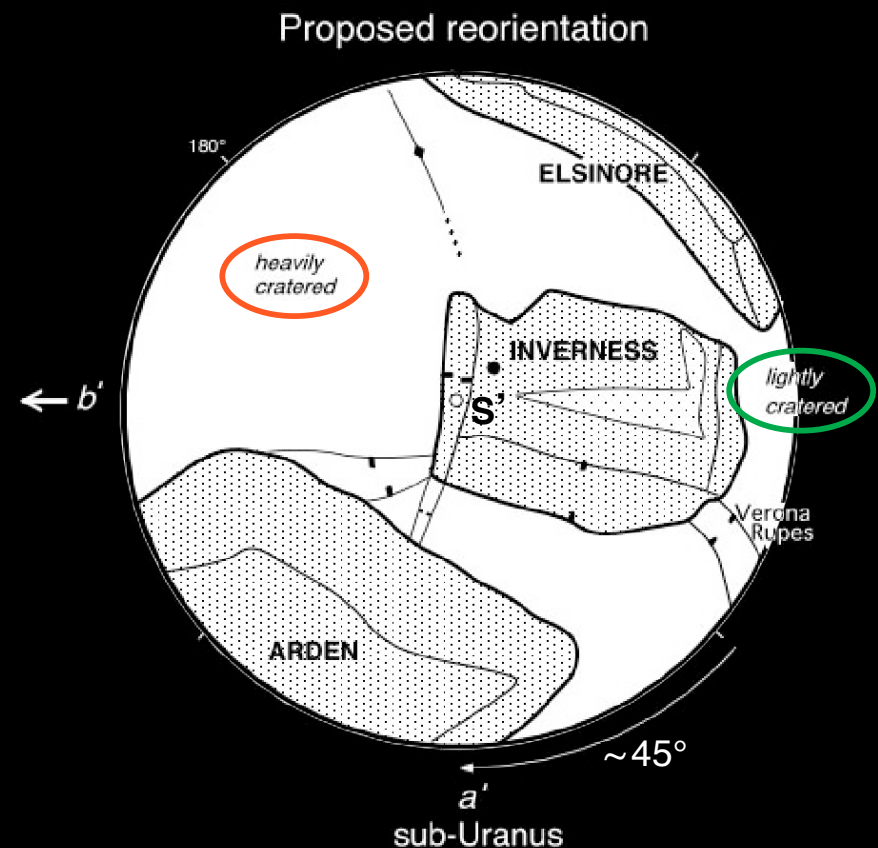 Proposed reorientation
180°
ELSINORE
heavily
cratered
INVERNESS
lightly
cratered
b'
S'
Verona
Rupes
ARDEN
~45°
a'
sub-Uranus